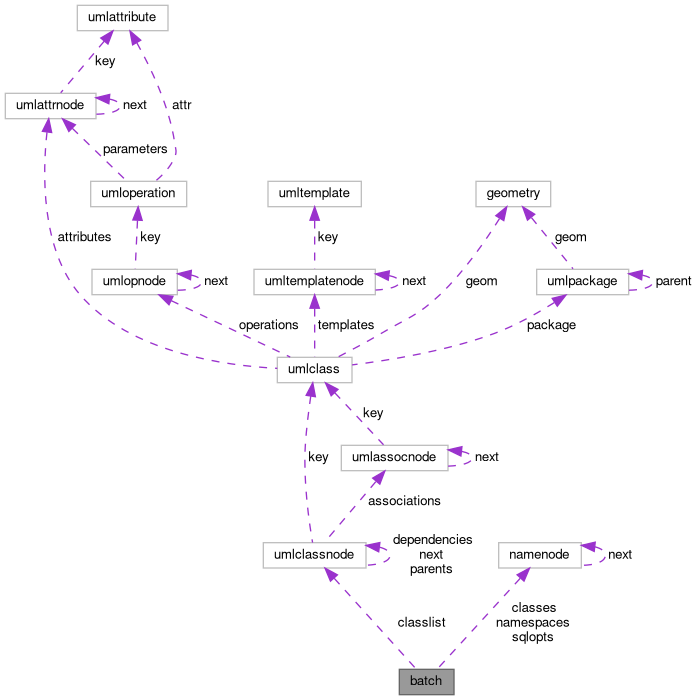 umlattribute
key
umlattrnode
next
attr
parameters
umloperation
umltemplate
geometry
attributes
key
key
geom
umlopnode
next
umltemplatenode
next
geom
umlpackage
parent
operations
templates
package
umlclass
key
key
umlassocnode
next
associations
umlclassnode
dependencies
next
parents
namenode
next
classlist
classes
namespaces
sqlopts
batch